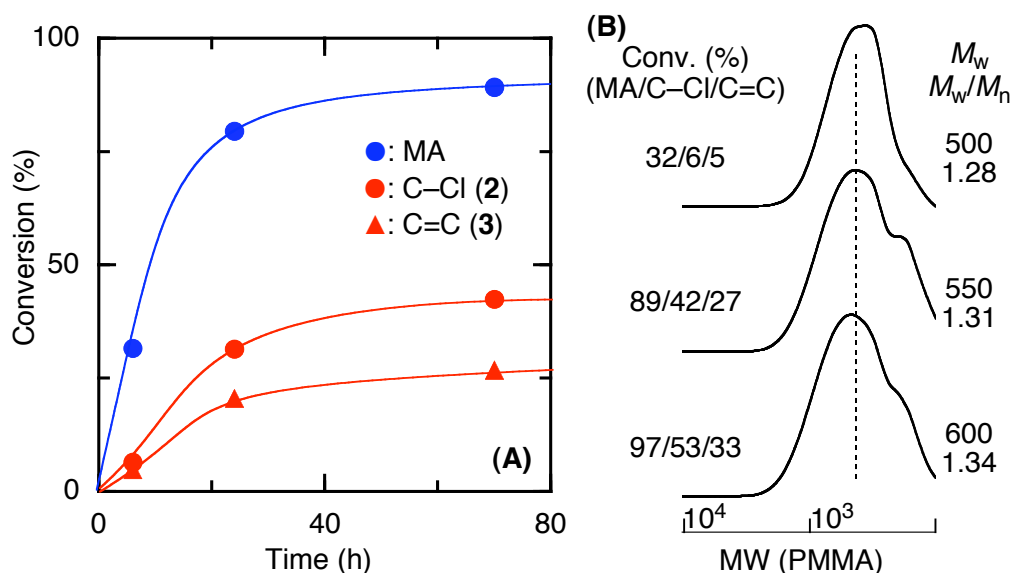 100
50
0
0
40
80
Conversion (%)
Time (h)
: MA
: C–Cl (2)
: C=C (3)
(A)
(B)
Conv. (%)
(MA/C–Cl/C=C)
Mw
Mw/Mn
32/6/5
500
1.28
89/42/27
550
1.31
97/53/33
600
1.34
10⁴
10³
MW (PMMA)